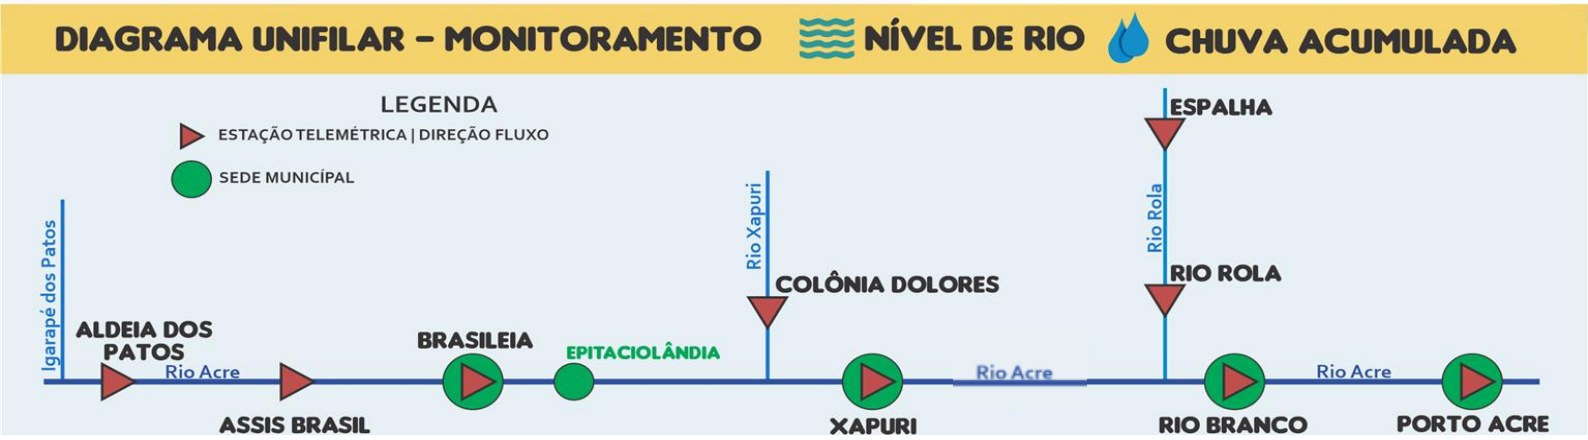 DIAGRAMA UNIFILAR – MONITORAMENTO NÍVEL DE RIO CHUVA ACUMULADA
LEGENDA
ESTAÇÃO TELEMÉTRICA | DIREÇÃO FLUXO
SEDE MUNICÍPAL
ESPALHA
Igarapé dos Patos
Rio Xapuri
Rio Rola
COLÔNIA DOLORES
RIO ROLA
ALDEIA DOS
PATOS
BRASILEIA
EPITACIOLÂNDIA
Rio Acre
Rio Acre
Rio Acre
ASSIS BRASIL
XAPURI
RIO BRANCO
PORTO ACRE